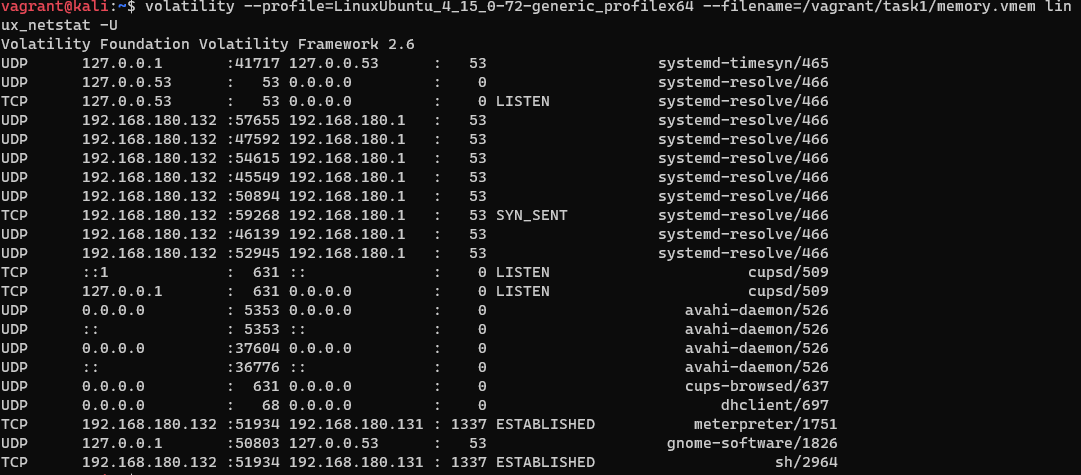 vagrant@kali:~$ volatility --profile=LinuxUbuntu_4_15_0-72-generic_profilex64 --filename=/vagrant/task1/memory.vmem lin
ux_netstat -U
Volatility Foundation Volatility Framework 2.6
UDP      127.0.0.1       :41717 127.0.0.53      :   53                   systemd-timesyn/465
UDP      127.0.0.53      :   53 0.0.0.0         :    0                   systemd-resolve/466
TCP      127.0.0.53      :   53 0.0.0.0         :    0 LISTEN            systemd-resolve/466
UDP      192.168.180.132 :57655 192.168.180.1   :   53                   systemd-resolve/466
UDP      192.168.180.132 :47592 192.168.180.1   :   53                   systemd-resolve/466
UDP      192.168.180.132 :54615 192.168.180.1   :   53                   systemd-resolve/466
UDP      192.168.180.132 :45549 192.168.180.1   :   53                   systemd-resolve/466
UDP      192.168.180.132 :50894 192.168.180.1   :   53                   systemd-resolve/466
TCP      192.168.180.132 :59268 192.168.180.1   :   53 SYN_SENT          systemd-resolve/466
UDP      192.168.180.132 :46139 192.168.180.1   :   53                   systemd-resolve/466
UDP      192.168.180.132 :52945 192.168.180.1   :   53                   systemd-resolve/466
TCP      ::1             :  631 ::              :    0 LISTEN                      cupsd/509
TCP      127.0.0.1       :  631 0.0.0.0         :    0 LISTEN                      cupsd/509
UDP      0.0.0.0         : 5353 0.0.0.0         :    0                      avahi-daemon/526
UDP      ::              : 5353 ::              :    0                      avahi-daemon/526
UDP      0.0.0.0         :37604 0.0.0.0         :    0                      avahi-daemon/526
UDP      ::              :36776 ::              :    0                      avahi-daemon/526
UDP      0.0.0.0         :  631 0.0.0.0         :    0                      cups-browsed/637
UDP      0.0.0.0         :   68 0.0.0.0         :    0                          dhclient/697
TCP      192.168.180.132 :51934 192.168.180.131 : 1337 ESTABLISHED           meterpreter/1751
UDP      127.0.0.1       :50803 127.0.0.53      :   53                    gnome-software/1826
TCP      192.168.180.132 :51934 192.168.180.131 : 1337 ESTABLISHED                    sh/2964